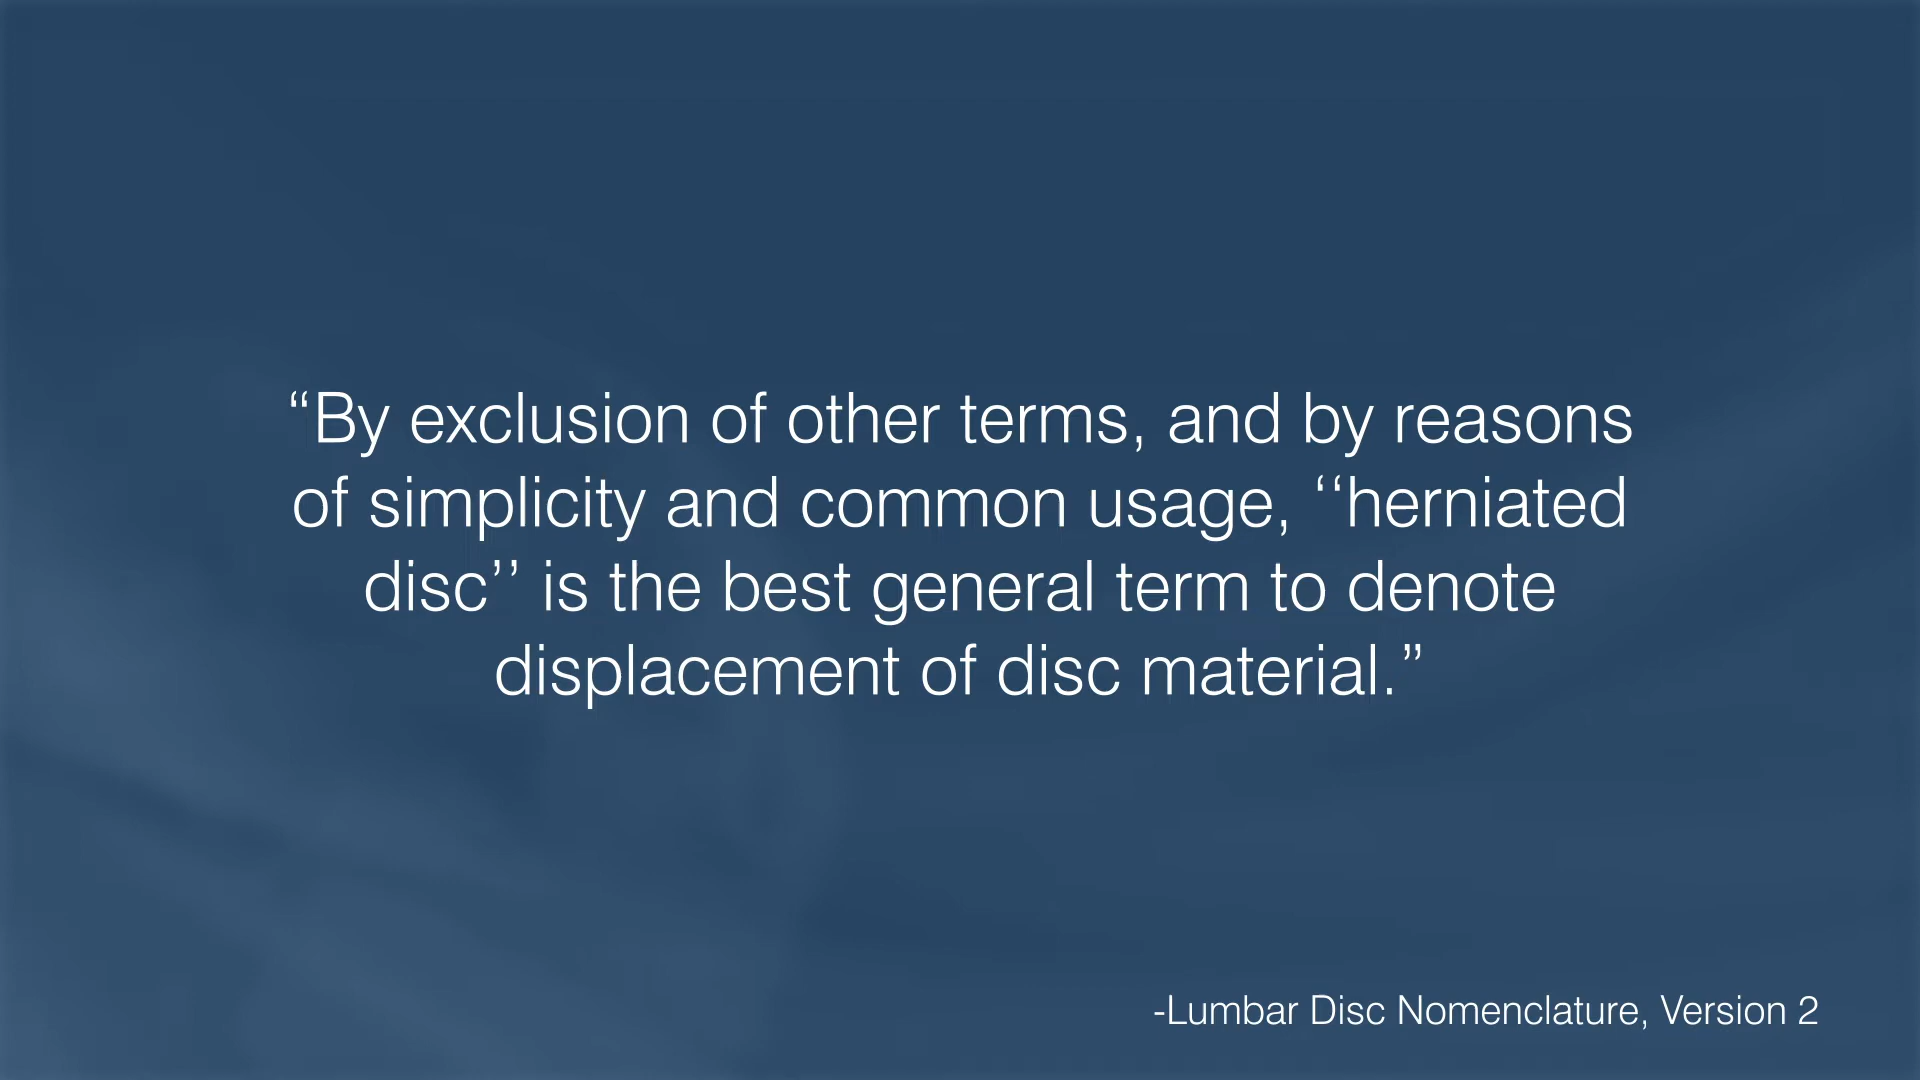 “By exclusion of other terms, and by reasons
of simplicity and common usage, ‘‘herniated
disc’’ is the best general term to denote
displacement of disc material.”
-Lumbar Disc Nomenclature, Version 2